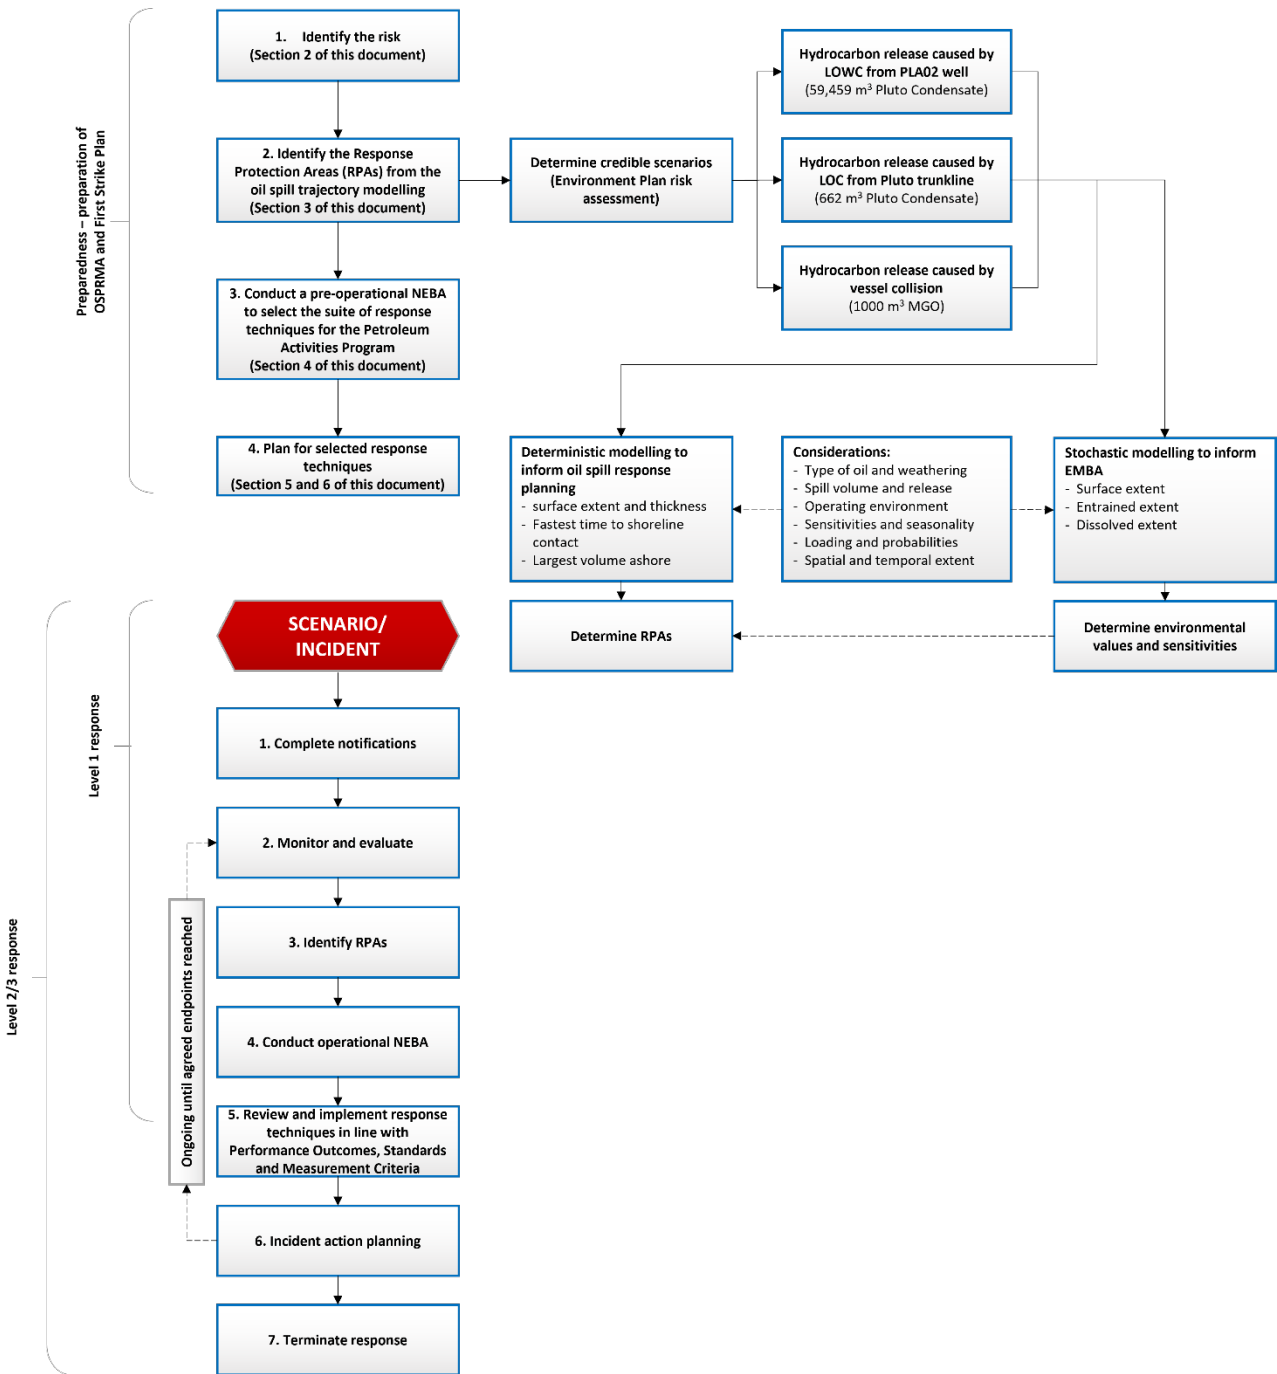 Preparedness – preparation of
OSPRMA and First Strike Plan
1. Identify the risk
(Section 2 of this document)
2. Identify the Response
Protection Areas (RPAs) from the
oil spill trajectory modelling
(Section 3 of this document)
3. Conduct a pre-operational NEBA
to select the suite of response
techniques for the Petroleum
Activities Program
(Section 4 of this document)
4. Plan for selected response
techniques
(Section 5 and 6 of this document)
Determine credible scenarios
(Environment Plan risk
assessment)
Hydrocarbon release caused by
LOWC from PLA02 well
(59,459 m³ Pluto Condensate)
Hydrocarbon release caused by
LOC from Pluto trunkline
(662 m³ Pluto Condensate)
Hydrocarbon release caused by
vessel collision
(1000 m³ MGO)
Deterministic modelling to
inform oil spill response
planning
- surface extent and thickness
- Fastest time to shoreline
contact
- Largest volume ashore
Considerations:
- Type of oil and weathering
- Spill volume and release
- Operating environment
- Sensitivities and seasonality
- Loading and probabilities
- Spatial and temporal extent
Stochastic modelling to inform
EMBA
- Surface extent
- Entrained extent
- Dissolved extent
Determine RPAs
Determine environmental
values and sensitivities
Level 2/3 response
Level 1 response
SCENARIO/
INCIDENT
1. Complete notifications
2. Monitor and evaluate
3. Identify RPAs
4. Conduct operational NEBA
5. Review and implement response
techniques in line with
Performance Outcomes, Standards
and Measurement Criteria
6. Incident action planning
7. Terminate response
Ongoing until agreed endpoints reached